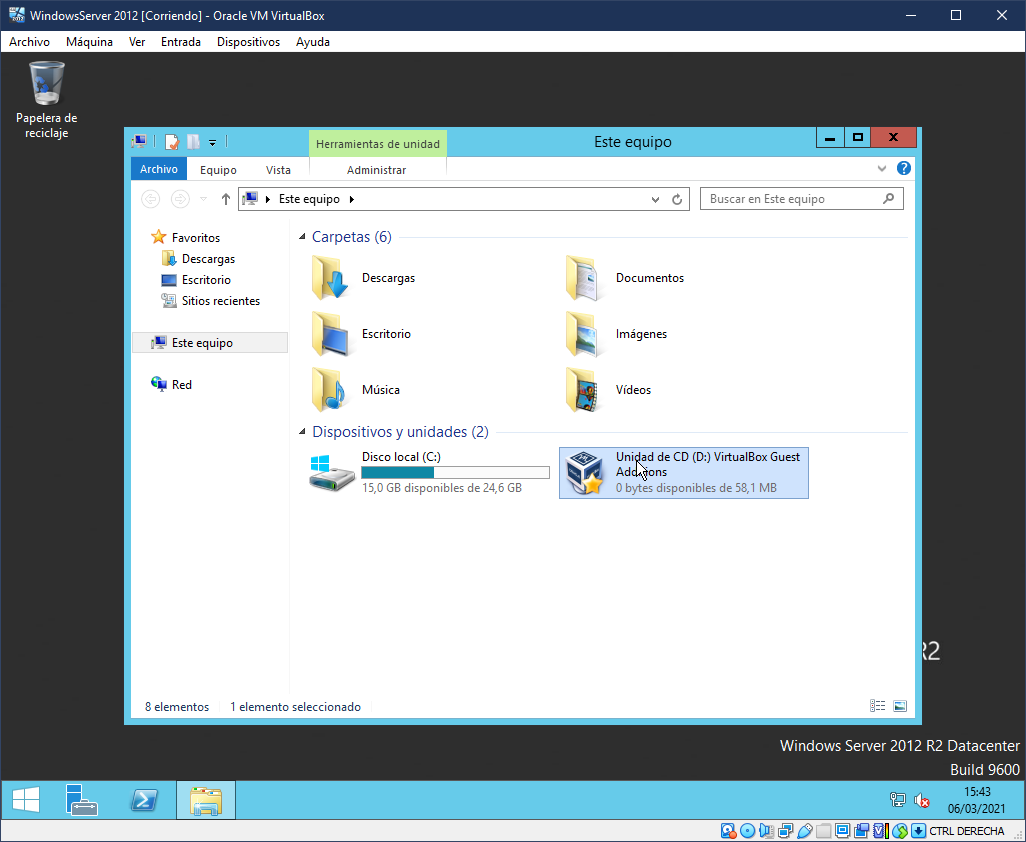 WindowsServer 2012 [Corriendo] - Oracle VM VirtualBox
Archivo Máquina Ver Entrada Dispositivos Ayuda
Papelera de
reciclaje
Herramientas de unidad
Este equipo
Archivo Equipo Vista Administrar
Este equipo
Buscar en Este equipo
Favoritos
Descargas
Escritorio
Sitios recientes
Este equipo
Red
Carpetas (6)
Descargas
Documentos
Escritorio
Imágenes
Música
Vídeos
Dispositivos y unidades (2)
Disco local (C:)
15,0 GB disponibles de 24,6 GB
Unidad de CD (D:) VirtualBox Guest
Additions
0 bytes disponibles de 58,1 MB
8 elementos 1 elemento seleccionado
R2
Windows Server 2012 R2 Datacenter
Build 9600
15:43
06/03/2021
CTRL DERECHA